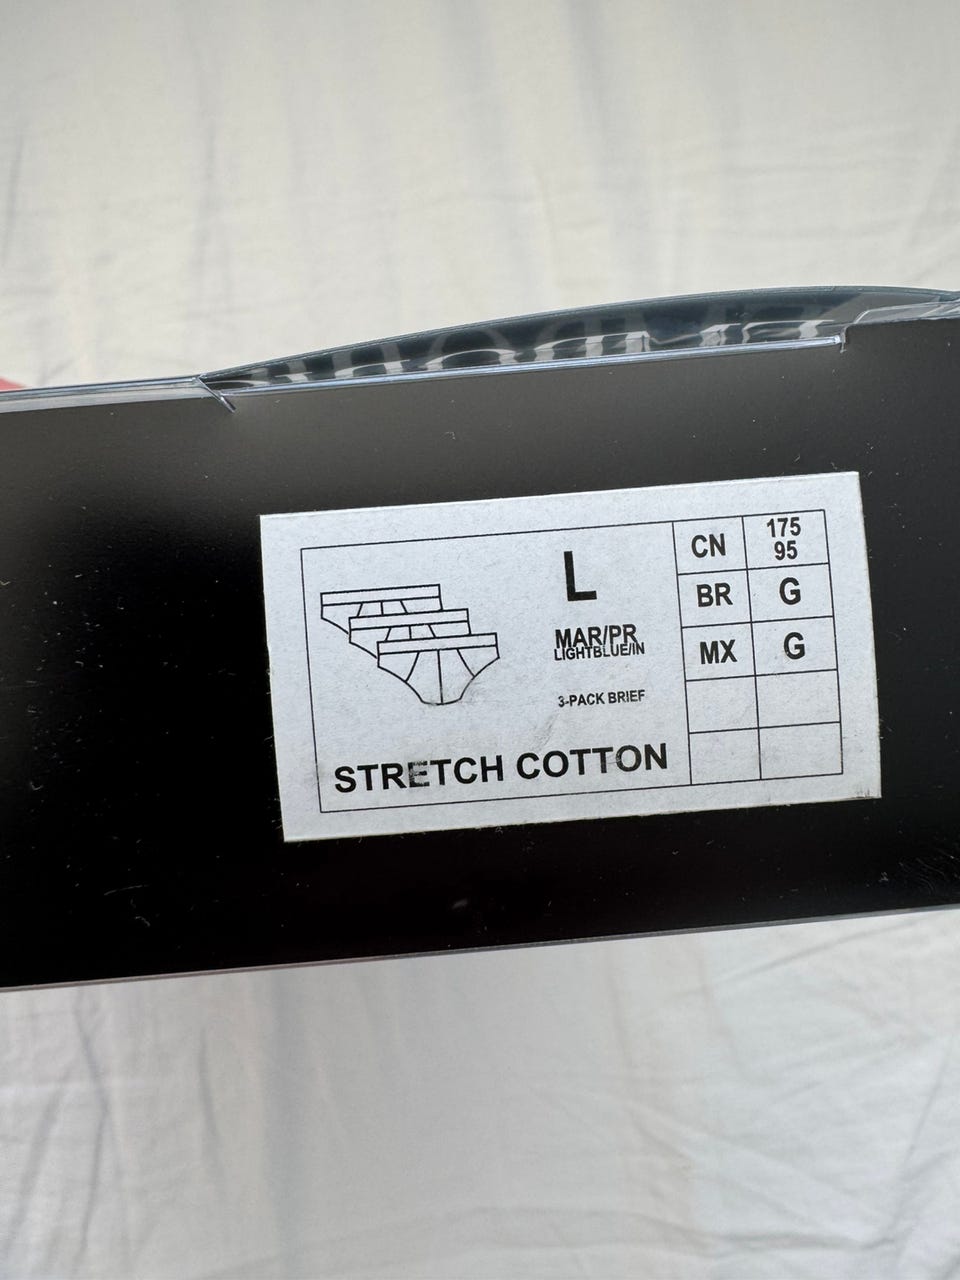 L
MAR/PR
LIGHTBLUE/IN
3-PACK BRIEF
STRETCH COTTON
CN 175
95
BR G
MX G